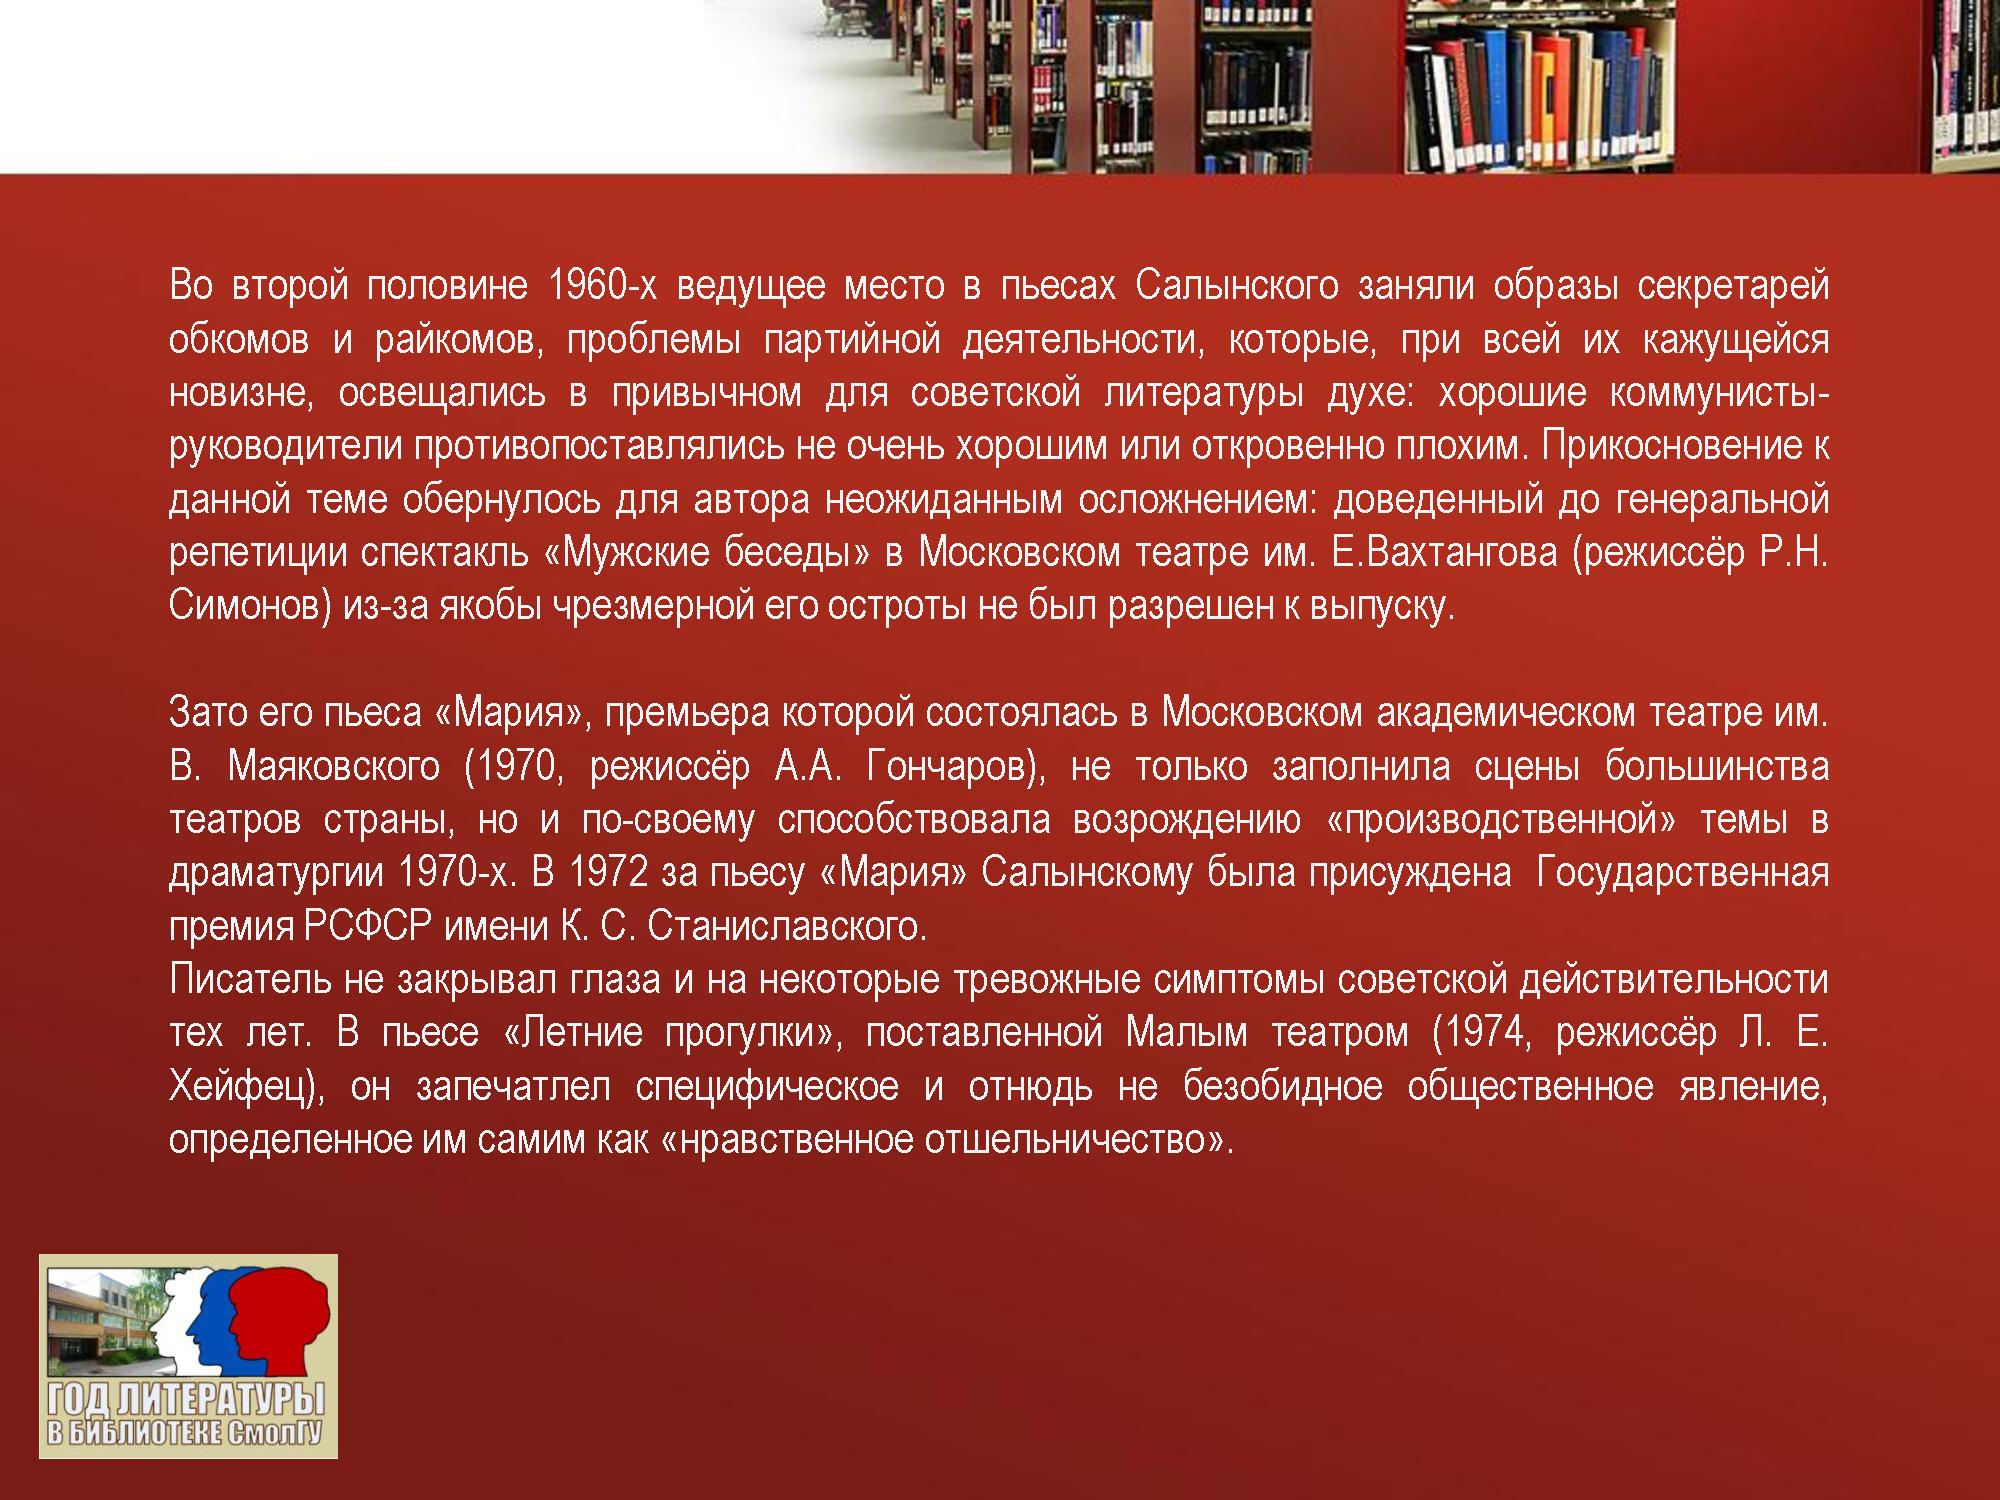 Во второй половине 1960-х ведущее место в пьесах Салынского заняли образы секретарей
обкомов и райкомов, проблемы партийной деятельности, которые, при всей их кажущейся
новизне, освещались в привычном для советской литературы духе: хорошие коммунисты-
руководители противопоставлялись не очень хорошим или откровенно плохим. Прикосновение к
данной теме обернулось для автора неожиданным осложнением: доведенный до генеральной
репетиции спектакль «Мужские беседы» в Московском театре им. Е.Вахтангова (режиссёр Р.Н.
Симонов) из-за якобы чрезмерной его остроты не был разрешен к выпуску.
Зато его пьеса «Мария», премьера которой состоялась в Московском академическом театре им.
В. Маяковского (1970, режиссёр А.А. Гончаров), не только заполнила сцены большинства
театров страны, но и по-своему способствовала возрождению «производственной» темы в
драматургии 1970-х. В 1972 за пьесу «Мария» Салынскому была присуждена Государственная
премия РСФСР имени К. С. Станиславского.
Писатель не закрывал глаза и на некоторые тревожные симптомы советской действительности
тех лет. В пьесе «Летние прогулки», поставленной Малым театром (1974, режиссёр Л. Е.
Хейфец), он запечатлел специфическое и отнюдь не безобидное общественное явление,
определенное им самим как «нравственное отшельничество».
ГОД ЛИТЕРАТУРЫ
В БИБЛИОТЕКЕ СмолГУ